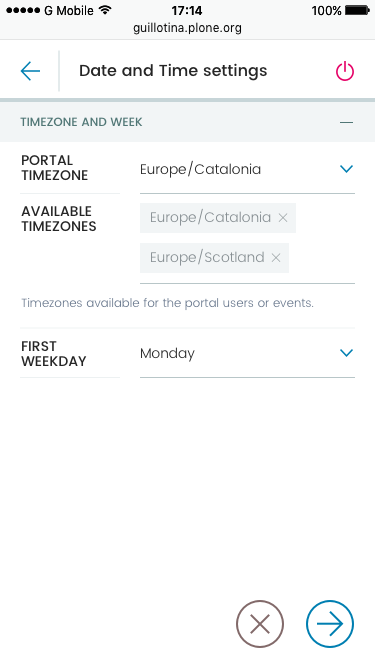 G Mobile 17:14 100%
guillotina.plone.org
Date and Time settings
TIMEZONE AND WEEK
PORTAL
TIMEZONE
Europe/Catalonia
AVAILABLE
TIMEZONES
Europe/Catalonia
Europe/Scotland
Timezones available for the portal users or events.
FIRST
WEEKDAY
Monday